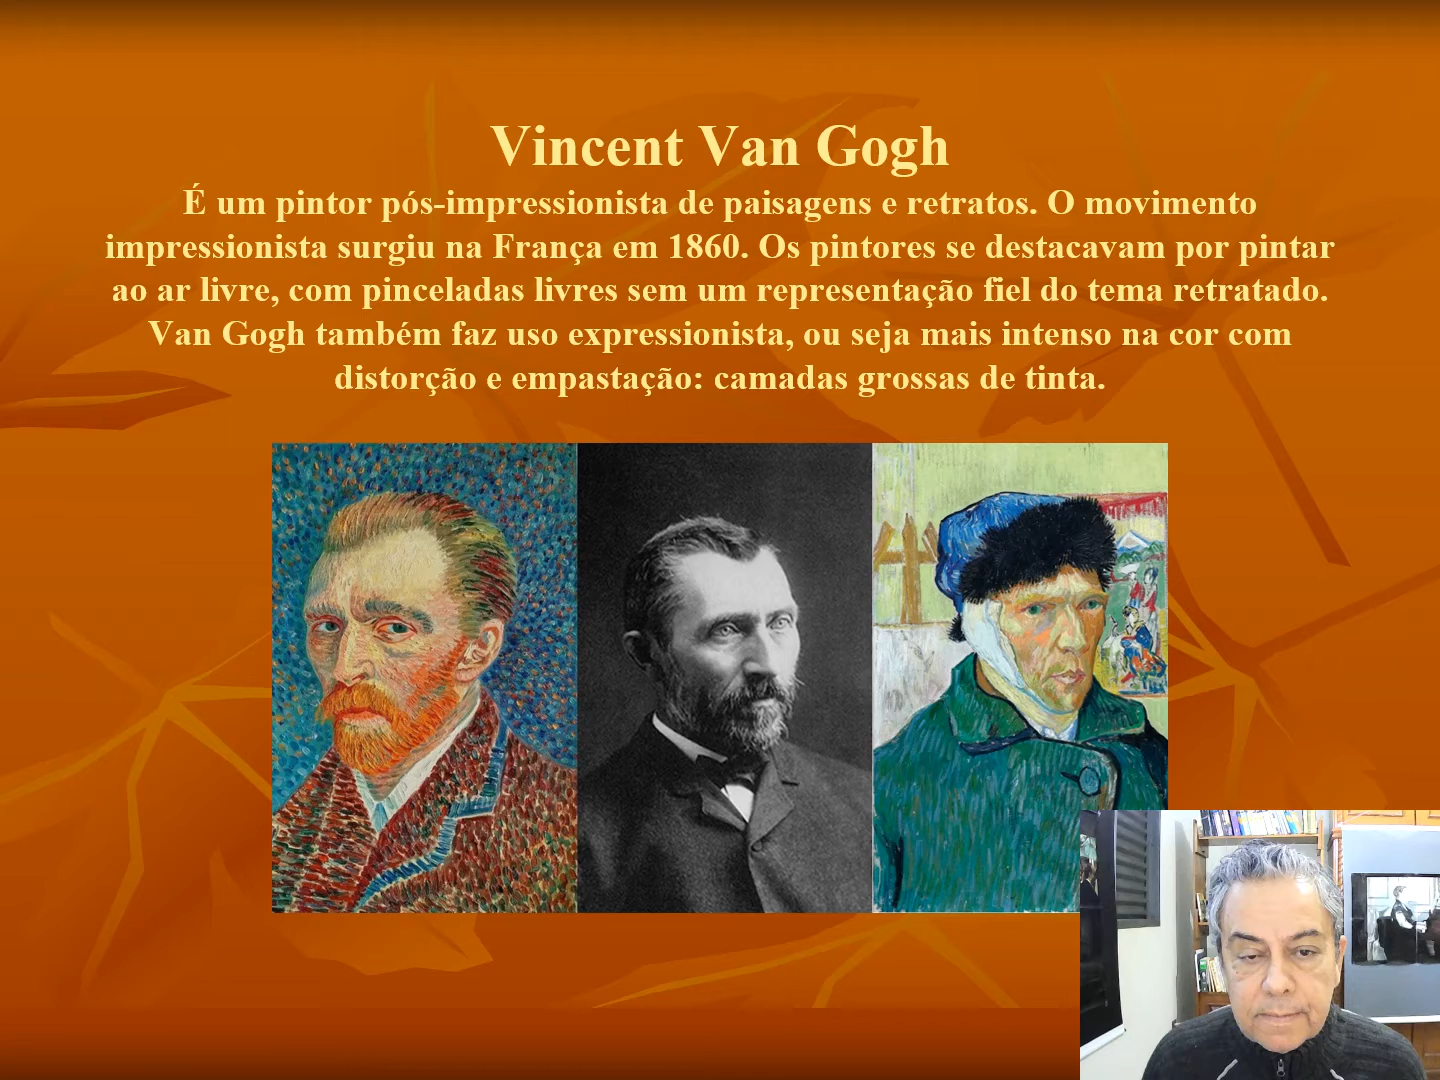 Vincent Van Gogh
É um pintor pós-impressionista de paisagens e retratos. O movimento
impressionista surgiu na França em 1860. Os pintores se destacavam por pintar
ao ar livre, com pinceladas livres sem um representação fiel do tema retratado.
Van Gogh também faz uso expressionista, ou seja mais intenso na cor com
distorção e empastação: camadas grossas de tinta.